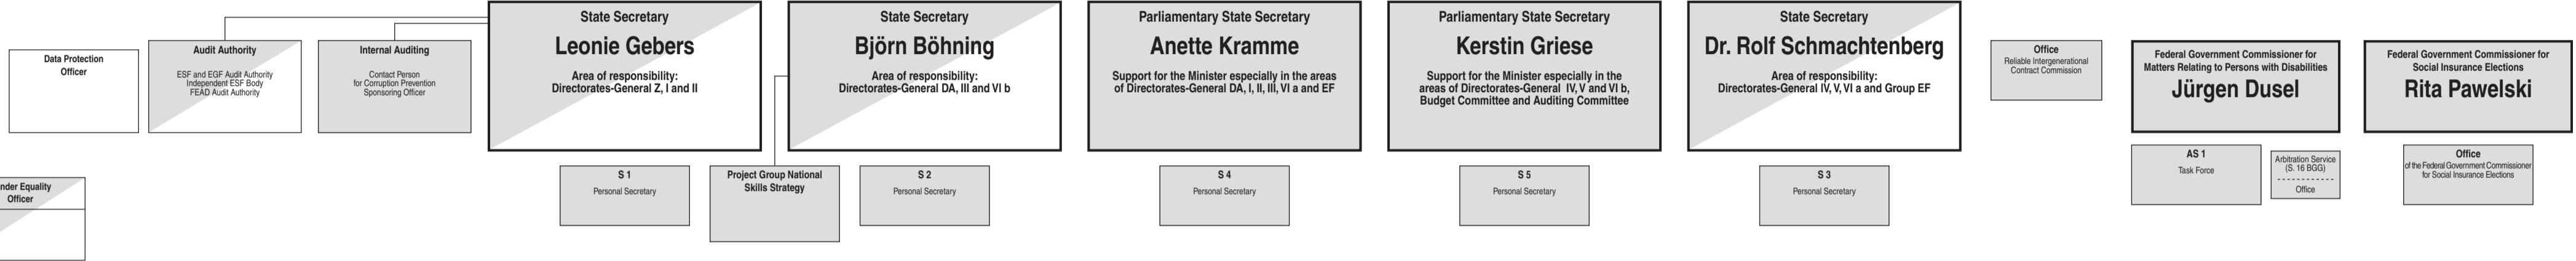 Data Protection
Officer
Audit Authority
ESF and EGF Audit Authority
Independent ESF Body
FEAD Audit Authority
Internal Auditing
Contact Person
for Corruption Prevention
Sponsoring Officer
State Secretary
Leonie Gebers
Area of responsibility:
Directorates-General Z, I and II
State Secretary
Björn Böhning
Area of responsibility:
Directorates-General DA, III and VI b
Parliamentary State Secretary
Anette Kramme
Support for the Minister especially in the areas
of Directorates-General DA, I, II, III, VI a and EF
Parliamentary State Secretary
Kerstin Griese
Support for the Minister especially in the
areas of Directorates-General IV, V and VI b,
Budget Committee and Auditing Committee
State Secretary
Dr. Rolf Schmachtenberg
Area of responsibility:
Directorates-General IV, V, VI a and Group EF
Office
Reliable Intergenerational
Contract Commission
Federal Government Commissioner for
Matters Relating to Persons with Disabilities
Jürgen Dusel
Federal Government Commissioner for
Social Insurance Elections
Rita Pawelski
nder Equality
Officer
S 1
Personal Secretary
Project Group National
Skills Strategy
S 2
Personal Secretary
S 4
Personal Secretary
S 5
Personal Secretary
S 3
Personal Secretary
AS 1
Task Force
Arbitration Service
(S. 16 BGG)
Office
Office
of the Federal Government Commissioner
for Social Insurance Elections